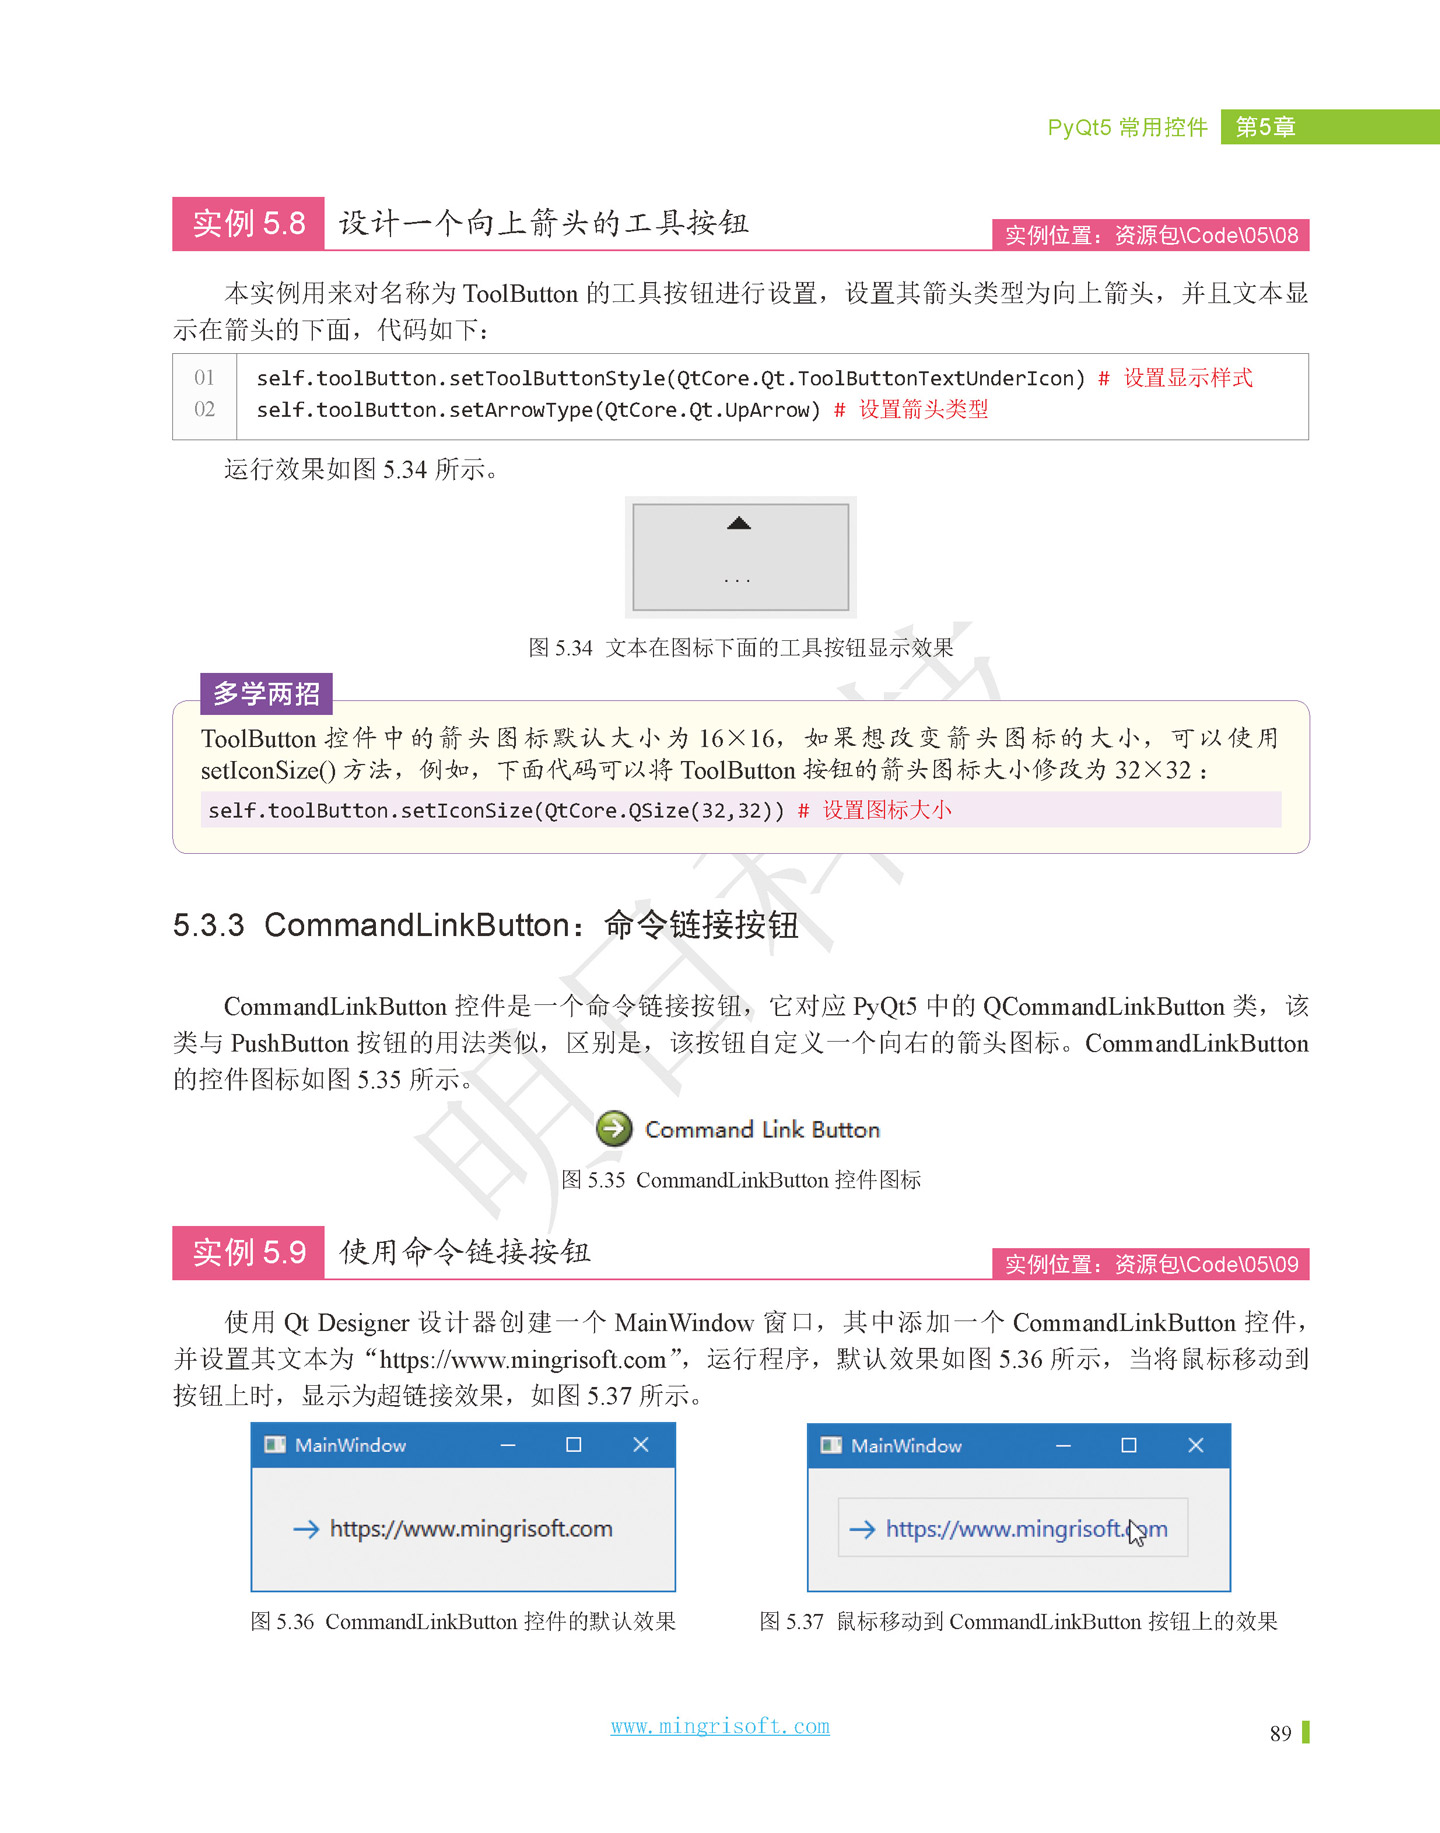 PyQt5 常用控件 第5章
实例 5.8 设计一个向上箭头的工具按钮 实例位置：资源包\Code\05\08
本实例用来对名称为 ToolButton 的工具按钮进行设置，设置其箭头类型为向上箭头，并且文本显
示在箭头的下面，代码如下：
01 self.toolButton.setToolButtonStyle(QtCore.Qt.ToolButtonTextUnderIcon) # 设置显示样式
02 self.toolButton.setArrowType(QtCore.Qt.UpArrow) # 设置箭头类型
运行效果如图 5.34 所示。
...
图 5.34 文本在图标下面的工具按钮显示效果
多学两招
ToolButton 控件中的箭头图标默认大小为 16×16，如果想改变箭头图标的大小，可以使用
setIconSize() 方法，例如，下面代码可以将 ToolButton 按钮的箭头图标大小修改为 32×32：
self.toolButton.setIconSize(QtCore.QSize(32,32)) # 设置图标大小
5.3.3 CommandLinkButton：命令链接按钮
CommandLinkButton 控件是一个命令链接按钮，它对应 PyQt5 中的 QCommandLinkButton 类，该
类与 PushButton 按钮的用法类似，区别是，该按钮自定义一个向右的箭头图标。CommandLinkButton
的控件图标如图 5.35 所示。
Command Link Button
图 5.35 CommandLinkButton 控件图标
实例 5.9 使用命令链接按钮 实例位置：资源包\Code\05\09
使用 Qt Designer 设计器创建一个 MainWindow 窗口，其中添加一个 CommandLinkButton 控件，
并设置其文本为“https://www.mingrisoft.com”，运行程序，默认效果如图 5.36 所示，当将鼠标移动到
按钮上时，显示为超链接效果，如图 5.37 所示。
MainWindow
https://www.mingrisoft.com
MainWindow
https://www.mingrisoft.com
图 5.36 CommandLinkButton 控件的默认效果
图 5.37 鼠标移动到 CommandLinkButton 按钮上的效果
明日科技
www.mingrisoft.com
89